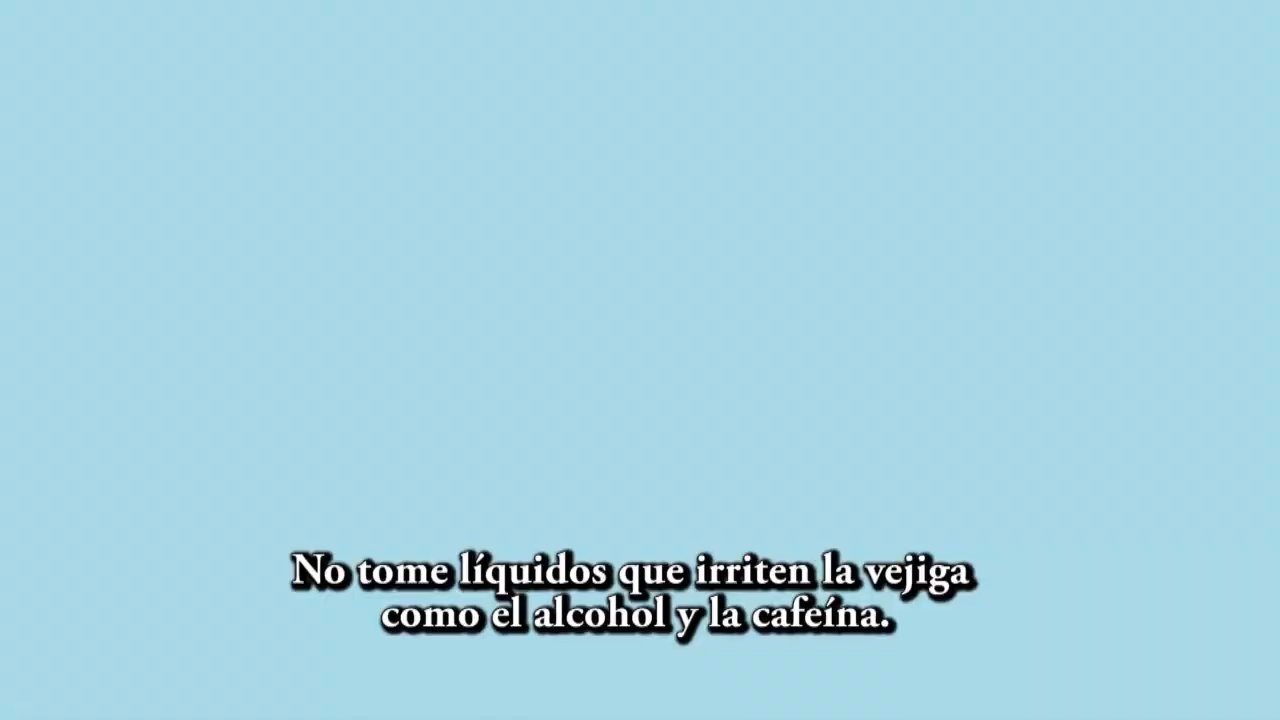 No tome líquidos que irriten la vejiga
como el alcohol y la cafeína.